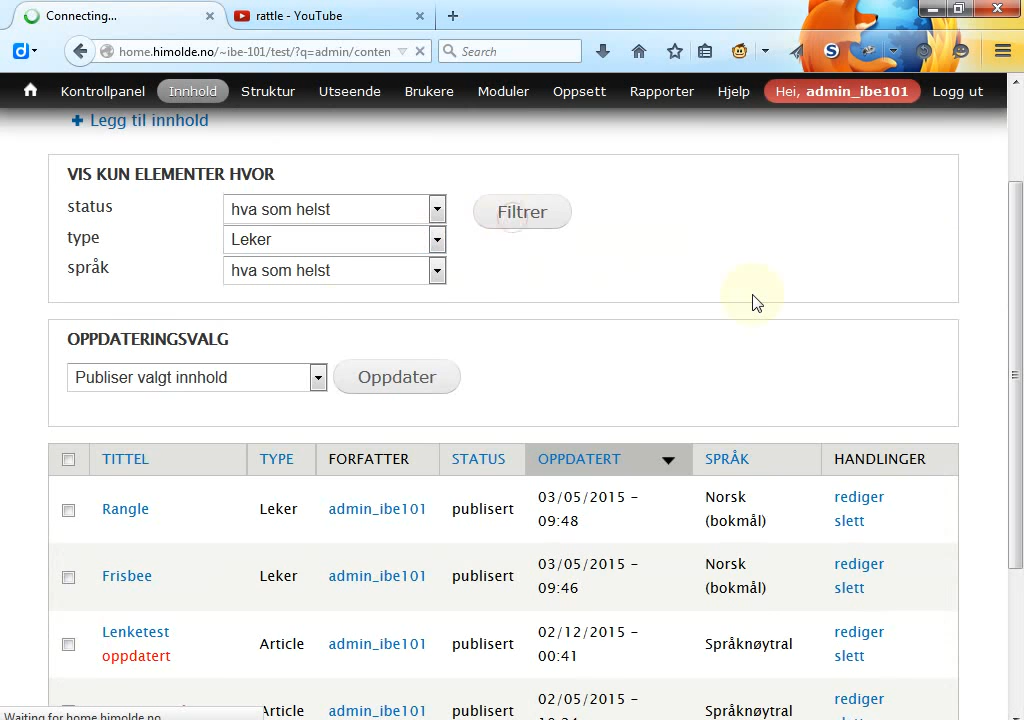 Connecting...
rattle - YouTube
home.himolde.no/~ibe-101/test/?q=admin/conten
Search
Kontrollpanel Innhold Struktur Utseende Brukere Moduler Oppsett Rapporter Hjelp Hei, admin_ibe101 Logg ut
Legg til innhold
VIS KUN ELEMENTER HVOR
status hva som helst Filtrer
type Leker
språk hva som helst
OPPDATERINGSVALG
Publiser valgt innhold Oppdater
TITTEL TYPE FORFATTER STATUS OPPDATERT SPRÅK HANDLINGER
Rangle Leker admin_ibe101 publisert 03/05/2015 - 09:48 Norsk (bokmål) rediger slett
Frisbee Leker admin_ibe101 publisert 03/05/2015 - 09:46 Norsk (bokmål) rediger slett
Lenketest oppdatert Article admin_ibe101 publisert 02/12/2015 - 00:41 Språknøytral rediger slett
Article admin_ibe101 publisert 02/05/2015 - Språknøytral rediger
Waiting for home.himolde.no